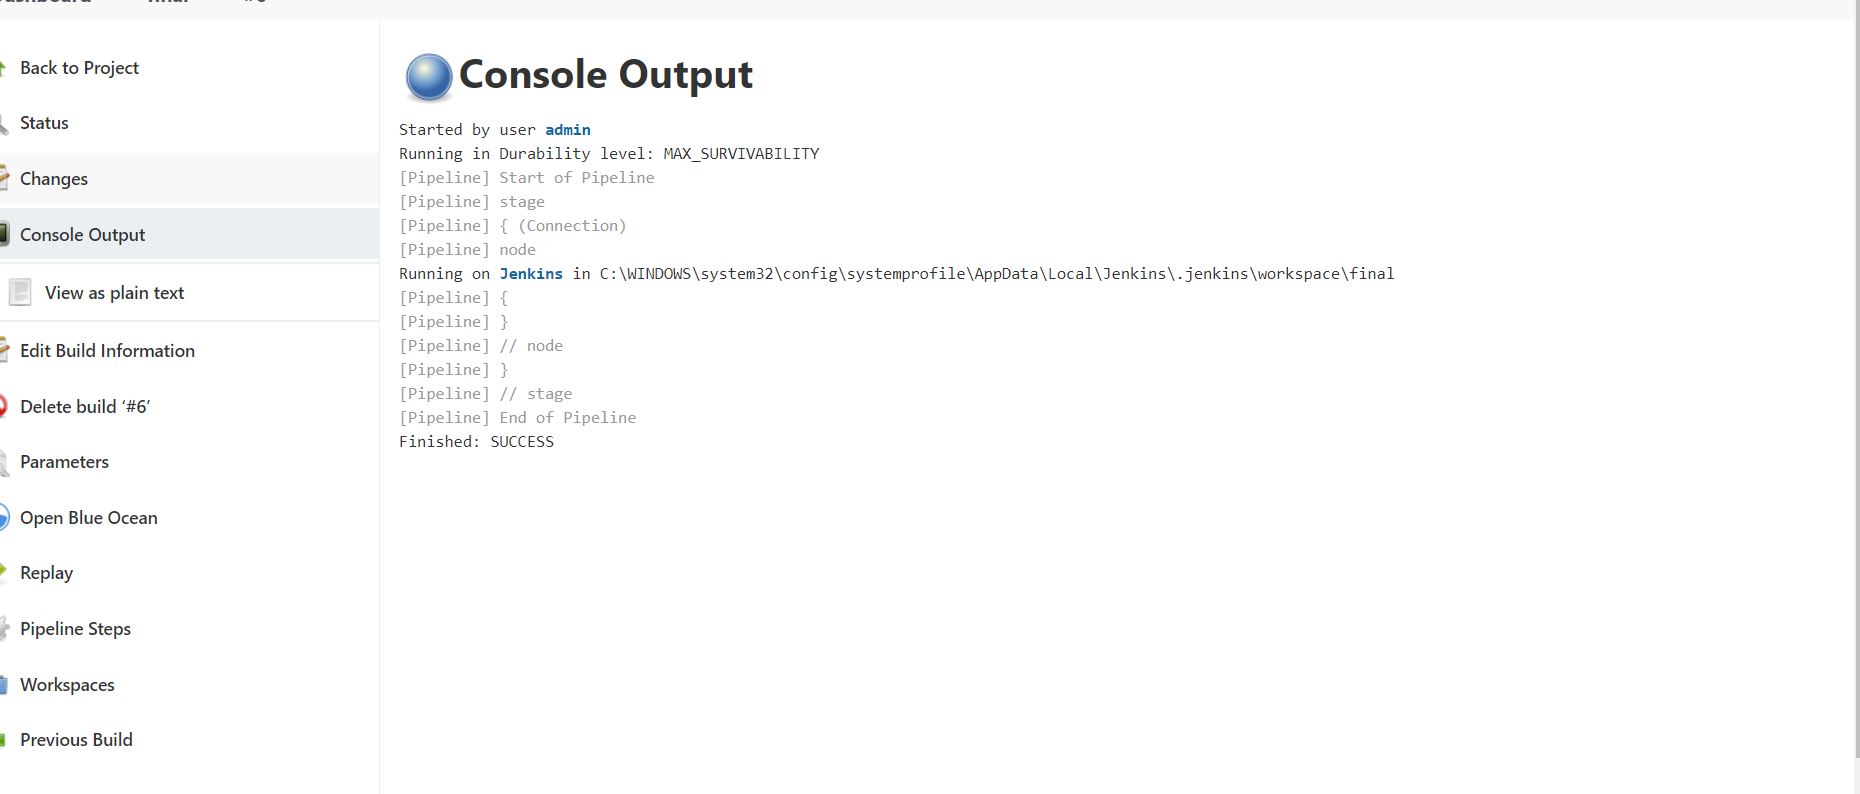 Back to Project
Status
Changes
Console Output
View as plain text
Edit Build Information
Delete build ‘#6’
Parameters
Open Blue Ocean
Replay
Pipeline Steps
Workspaces
Previous Build
Console Output
Started by user admin
Running in Durability level: MAX_SURVIVABILITY
[Pipeline] Start of Pipeline
[Pipeline] stage
[Pipeline] { (Connection)
[Pipeline] node
Running on Jenkins in C:\WINDOWS\system32\config\systemprofile\AppData\Local\Jenkins\.jenkins\workspace\final
[Pipeline] {
[Pipeline] }
[Pipeline] // node
[Pipeline] }
[Pipeline] // stage
[Pipeline] End of Pipeline
Finished: SUCCESS